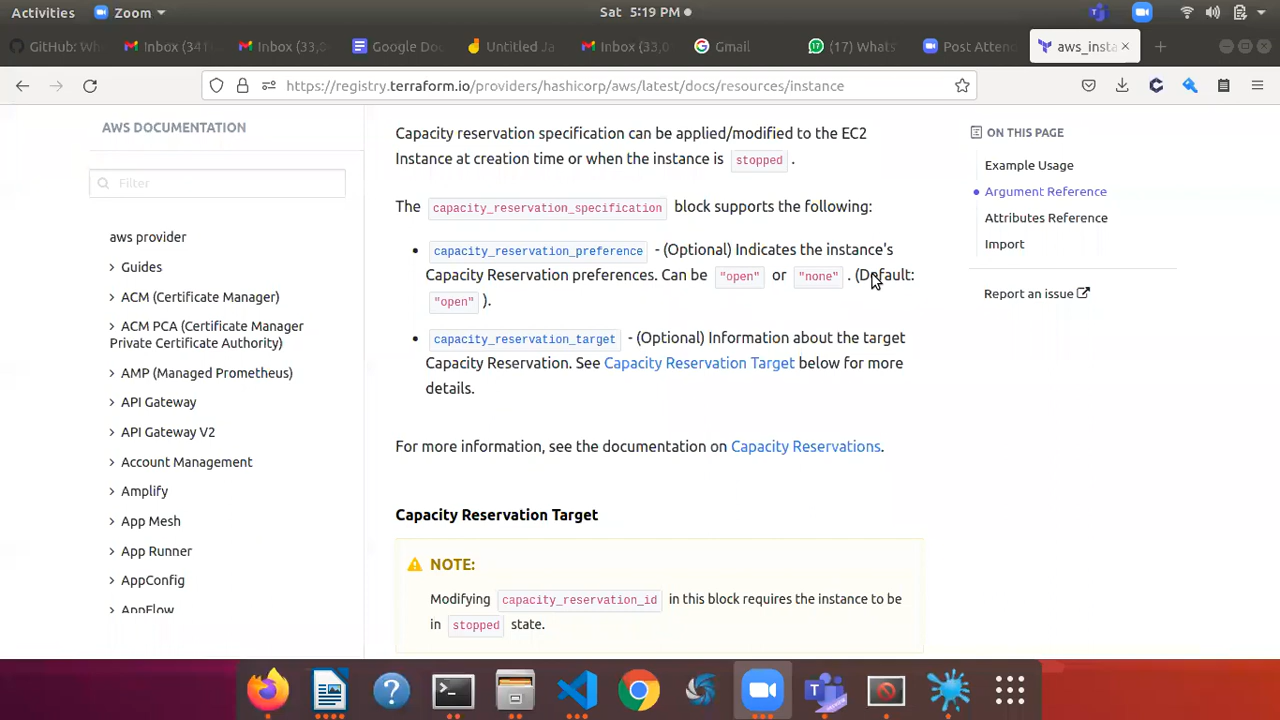 Activities
Zoom
Sat 5:19 PM
GitHub: Wh
Inbox (341
Inbox (33,0
Google Doc
Untitled Ja
Inbox (33,0
Gmail
(17) Whats
Post Atten
aws_insta
https://registry.terraform.io/providers/hashicorp/aws/latest/docs/resources/instance
AWS DOCUMENTATION
Filter
aws provider
Guides
ACM (Certificate Manager)
ACM PCA (Certificate Manager
Private Certificate Authority)
AMP (Managed Prometheus)
API Gateway
API Gateway V2
Account Management
Amplify
App Mesh
App Runner
AppConfig
AppFlow
Capacity reservation specification can be applied/modified to the EC2
Instance at creation time or when the instance is stopped .
The capacity_reservation_specification block supports the following:
capacity_reservation_preference - (Optional) Indicates the instance's
Capacity Reservation preferences. Can be "open" or "none" . (Default:
"open" ).
capacity_reservation_target - (Optional) Information about the target
Capacity Reservation. See Capacity Reservation Target below for more
details.
For more information, see the documentation on Capacity Reservations.
Capacity Reservation Target
NOTE:
Modifying capacity_reservation_id in this block requires the instance to be
in stopped state.
ON THIS PAGE
Example Usage
Argument Reference
Attributes Reference
Import
Report an issue